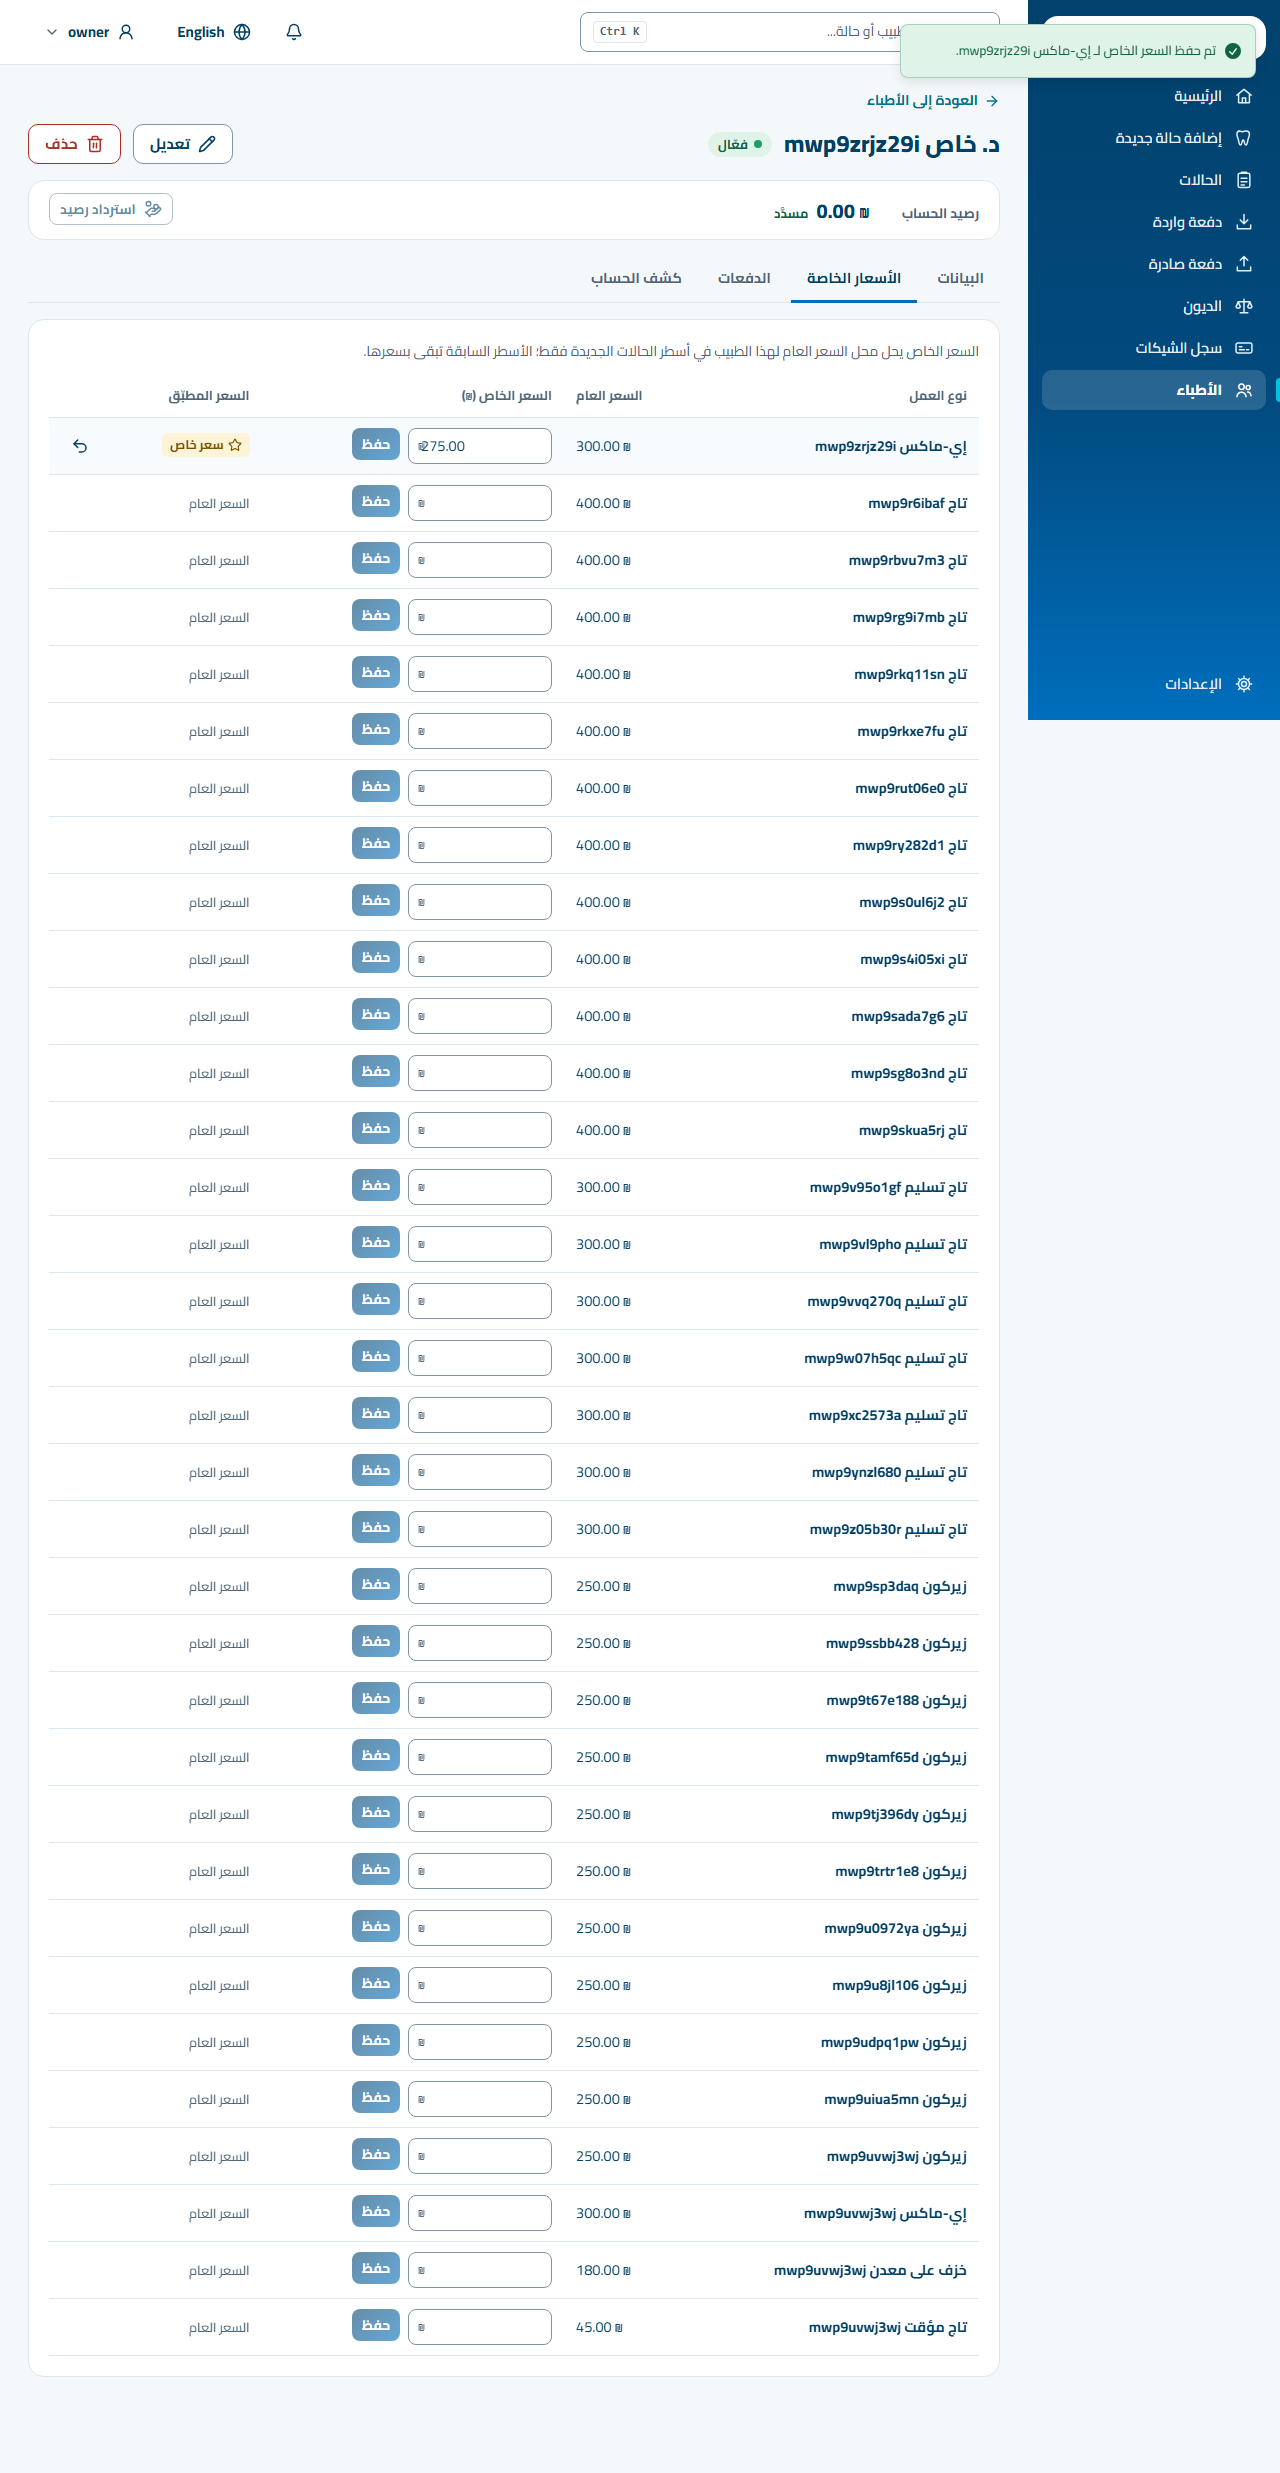 تم حفظ السعر الخاص لـ إي-ماكس mwp9zrjz29i.
طبيب أو حالة...
Ctrl K
English
owner
الرئيسية
إضافة حالة جديدة
الحالات
دفعة واردة
دفعة صادرة
الديون
سجل الشيكات
الأطباء
الإعدادات
العودة إلى الأطباء
د. خاص mwp9zrjz29i
فعّال
تعديل
حذف
رصيد الحساب
₪ 0.00 مسدَّد
استرداد رصيد
البيانات
الأسعار الخاصة
الدفعات
كشف الحساب
السعر الخاص يحل محل السعر العام لهذا الطبيب في أسطر الحالات الجديدة فقط؛ الأسطر السابقة تبقى بسعرها.
نوع العمل السعر العام السعر الخاص (₪) السعر المطبّق
إي-ماكس mwp9zrjz29i ₪ 300.00 ₪275.00 حفظ سعر خاص
تاج mwp9r6ibaf ₪ 400.00 ₪ حفظ السعر العام
تاج mwp9rbvu7m3 ₪ 400.00 ₪ حفظ السعر العام
تاج mwp9rg9i7mb ₪ 400.00 ₪ حفظ السعر العام
تاج mwp9rkq11sn ₪ 400.00 ₪ حفظ السعر العام
تاج mwp9rkxe7fu ₪ 400.00 ₪ حفظ السعر العام
تاج mwp9rut06e0 ₪ 400.00 ₪ حفظ السعر العام
تاج mwp9ry282d1 ₪ 400.00 ₪ حفظ السعر العام
تاج mwp9s0ul6j2 ₪ 400.00 ₪ حفظ السعر العام
تاج mwp9s4i05xi ₪ 400.00 ₪ حفظ السعر العام
تاج mwp9sada7g6 ₪ 400.00 ₪ حفظ السعر العام
تاج mwp9sg8o3nd ₪ 400.00 ₪ حفظ السعر العام
تاج mwp9skua5rj ₪ 400.00 ₪ حفظ السعر العام
تاج تسليم mwp9v95o1gf ₪ 300.00 ₪ حفظ السعر العام
تاج تسليم mwp9vl9pho ₪ 300.00 ₪ حفظ السعر العام
تاج تسليم mwp9vvq270q ₪ 300.00 ₪ حفظ السعر العام
تاج تسليم mwp9w07h5qc ₪ 300.00 ₪ حفظ السعر العام
تاج تسليم mwp9xc2573a ₪ 300.00 ₪ حفظ السعر العام
تاج تسليم mwp9ynzl680 ₪ 300.00 ₪ حفظ السعر العام
تاج تسليم mwp9z05b30r ₪ 300.00 ₪ حفظ السعر العام
زيركون mwp9sp3daq ₪ 250.00 ₪ حفظ السعر العام
زيركون mwp9ssbb428 ₪ 250.00 ₪ حفظ السعر العام
زيركون mwp9t67e188 ₪ 250.00 ₪ حفظ السعر العام
زيركون mwp9tamf65d ₪ 250.00 ₪ حفظ السعر العام
زيركون mwp9tj396dy ₪ 250.00 ₪ حفظ السعر العام
زيركون mwp9trtr1e8 ₪ 250.00 ₪ حفظ السعر العام
زيركون mwp9u0972ya ₪ 250.00 ₪ حفظ السعر العام
زيركون mwp9u8jl106 ₪ 250.00 ₪ حفظ السعر العام
زيركون mwp9udpq1pw ₪ 250.00 ₪ حفظ السعر العام
زيركون mwp9uiua5mn ₪ 250.00 ₪ حفظ السعر العام
زيركون mwp9uvwj3wj ₪ 250.00 ₪ حفظ السعر العام
إي-ماكس mwp9uvwj3wj ₪ 300.00 ₪ حفظ السعر العام
خزف على معدن mwp9uvwj3wj ₪ 180.00 ₪ حفظ السعر العام
تاج مؤقت mwp9uvwj3wj ₪ 45.00 ₪ حفظ السعر العام